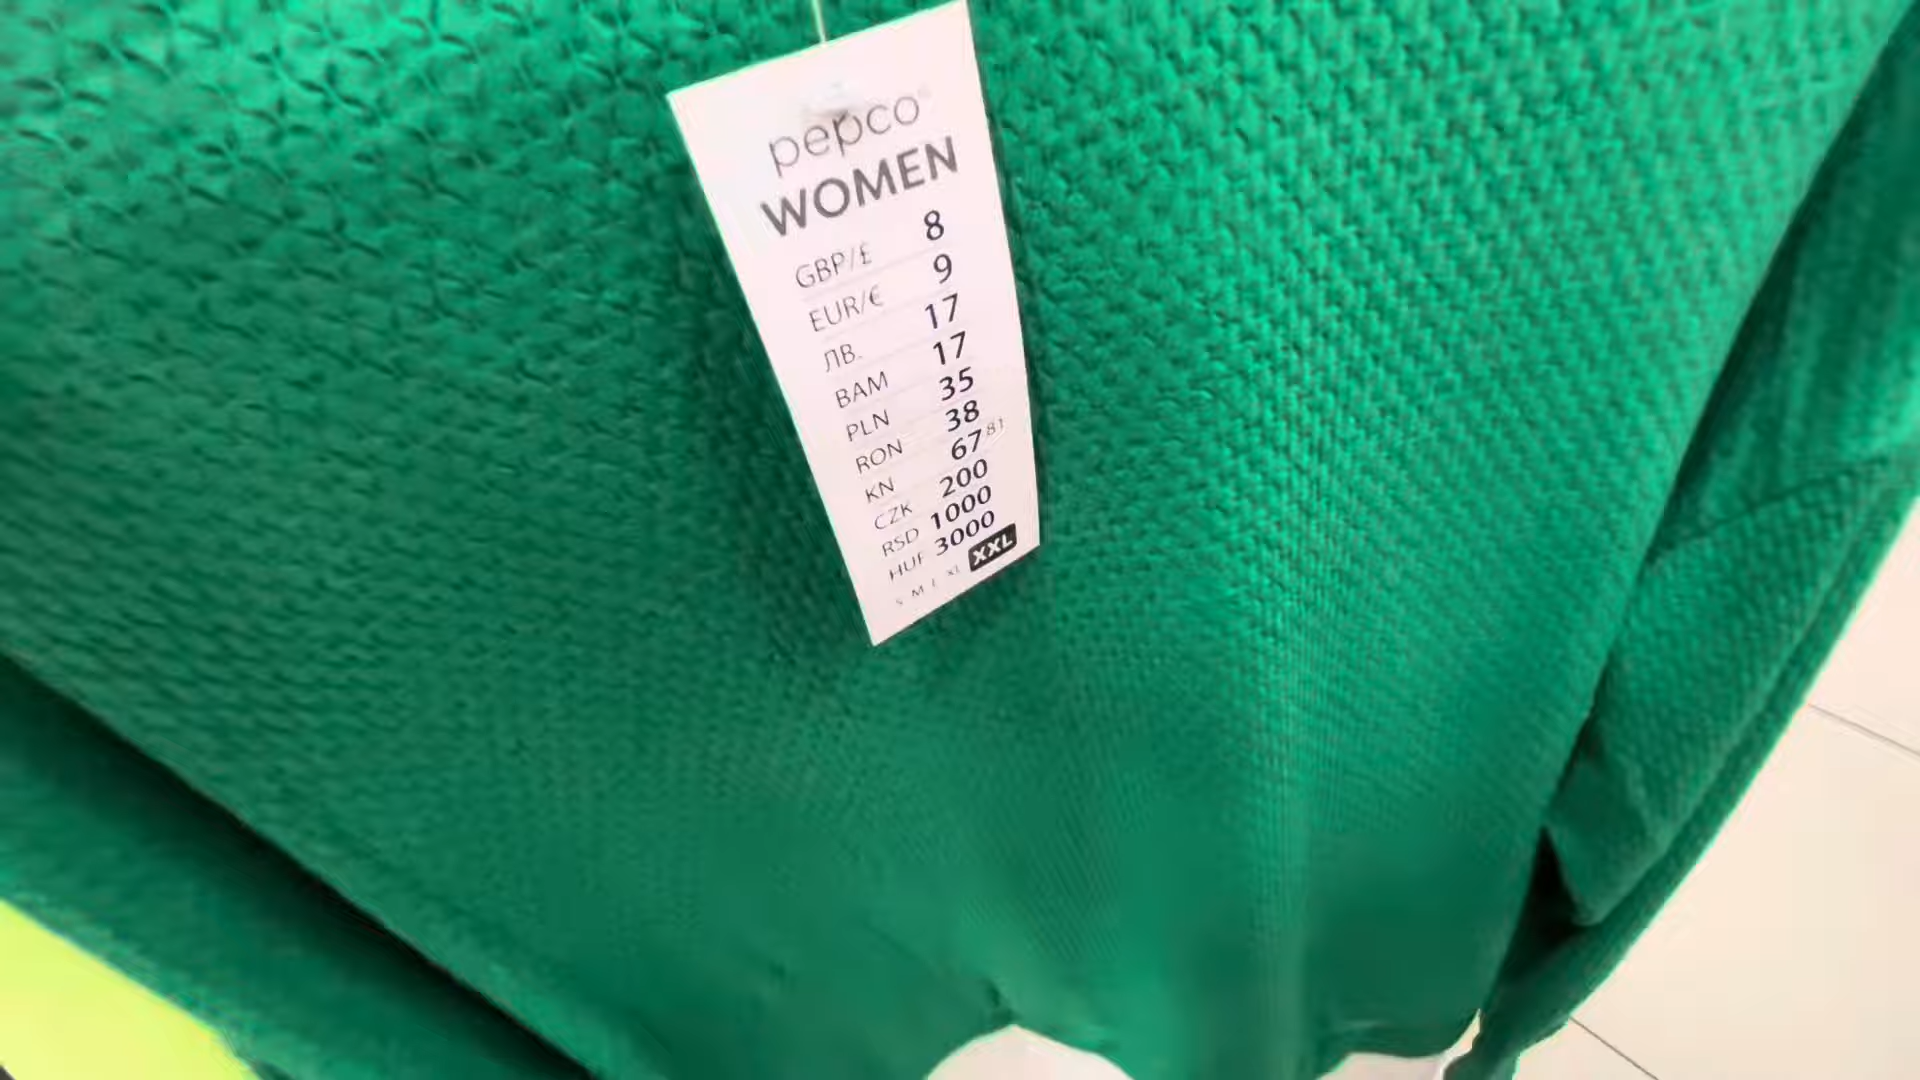 pepco®
WOMEN
GBP/£ 8
EUR/€ 9
ЛВ. 17
BAM 17
PLN 35
RON 38
KN 67 81
CZK 200
RSD 1000
HUF 3000
S M L XL XXL